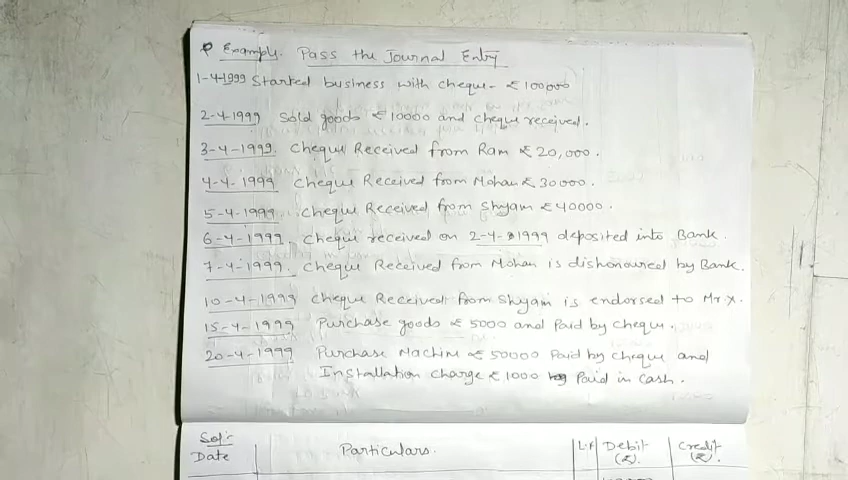 Example. Pass the Journal Entry
1-4-1999 Started business with cheque - ₹100000
2-4-1999 Sold goods ₹10000 and cheque received.
3-4-1999. Cheque Received from Ram ₹20,000.
4-4-1999 Cheque Received from Mohan ₹30000.
5-4-1999 Cheque Received from Shyam ₹40000.
6-4-1999. Cheque received on 2-4-1999 deposited into Bank.
7-4-1999. Cheque Received from Mohan is dishonoured by Bank.
10-4-1999 Cheque Received from Shyam is endorsed to Mr. X.
15-4-1999 Purchase goods ₹5000 and Paid by cheque.
20-4-1999 Purchase Machine ₹50000 Paid by cheque and
Installation charge ₹1000 Paid in cash.
Sol:-
Date Particulars. L.F Debit (₹) Credit (₹)